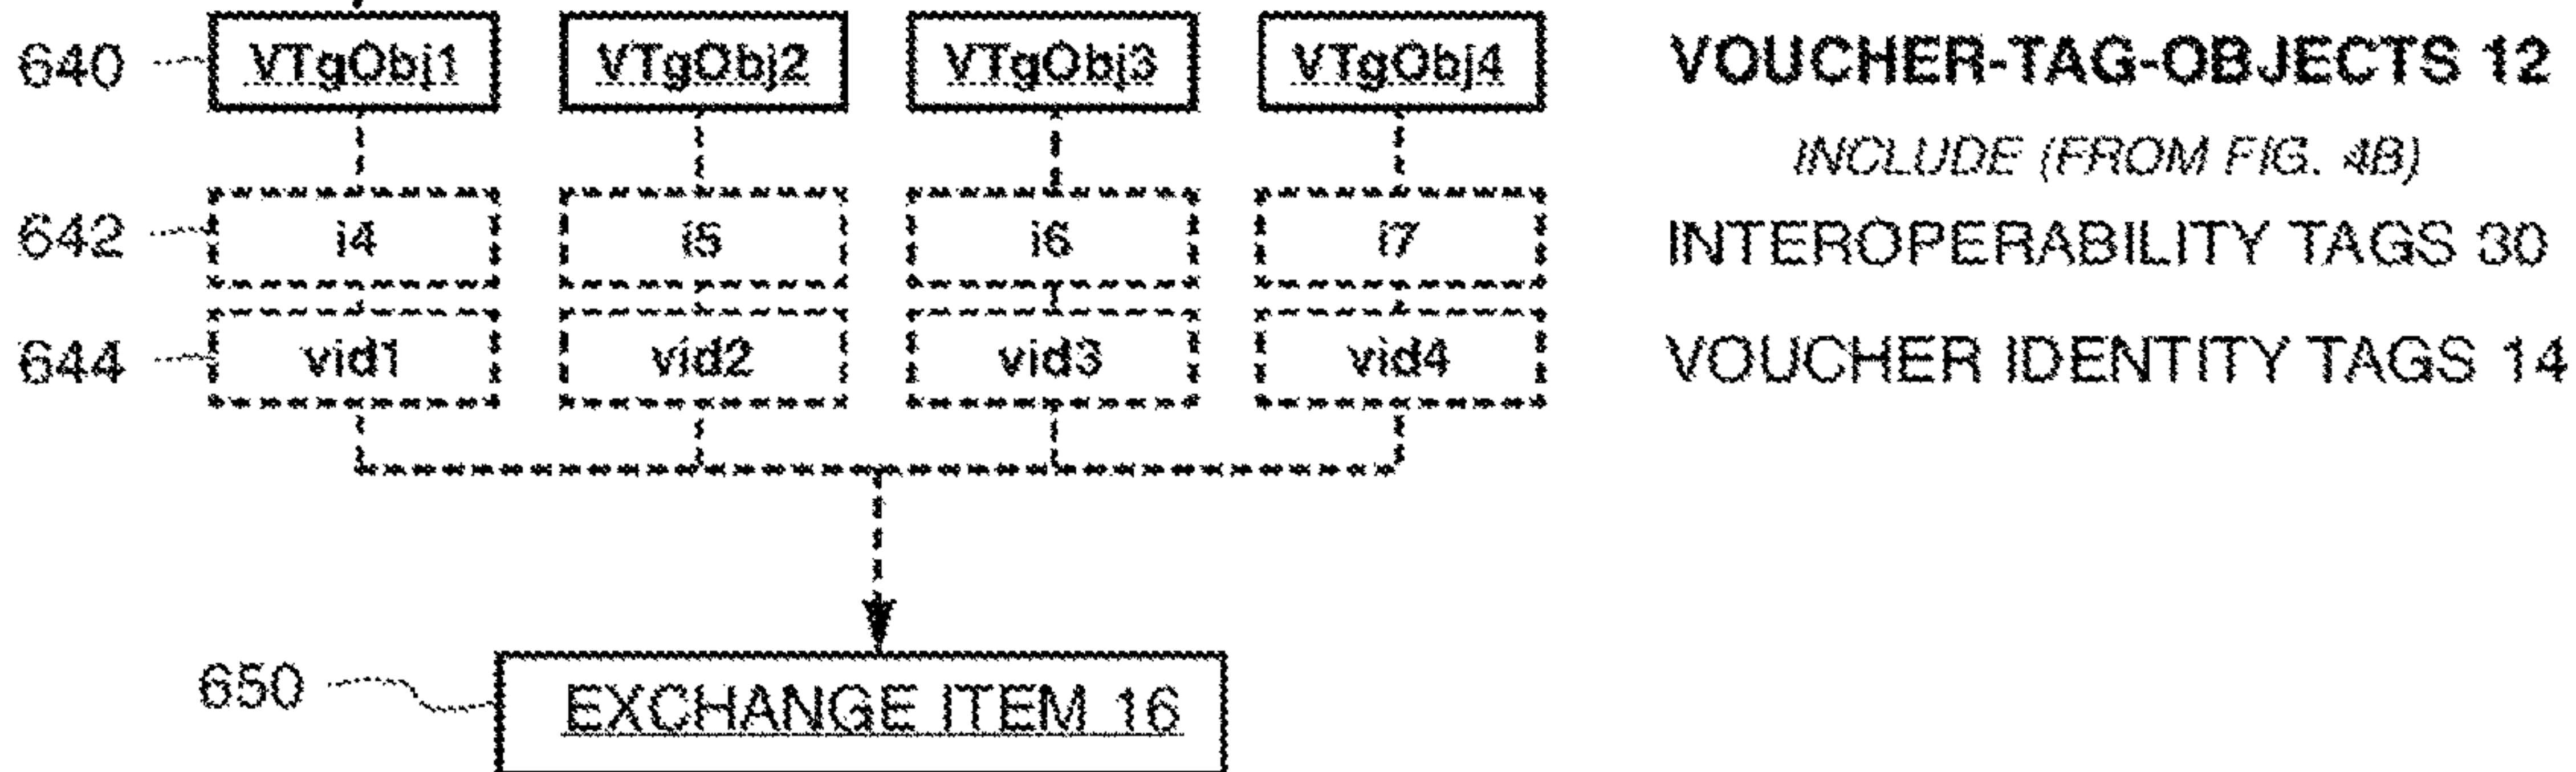 640 VTgObj1 VTgObj2 VTgObj3 VTgObj4 VOUCHER-TAG-OBJECTS 12
INCLUDE (FROM FIG. 4B)
642 i4 i5 i6 i7 INTEROPERABILITY TAGS 30
644 vid1 vid2 vid3 vid4 VOUCHER IDENTITY TAGS 14
650 EXCHANGE ITEM 16